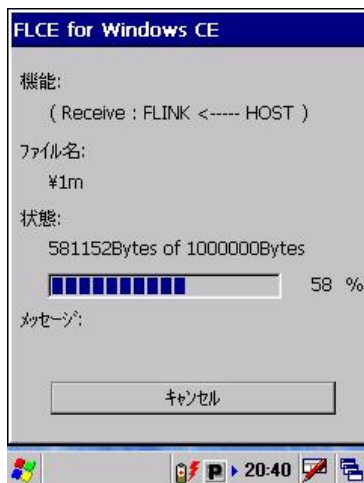 FLCE for Windows CE
機能:
( Receive : FLINK <----- HOST )
ﾌｧｲﾙ名:
¥1m
状態:
581152Bytes of 1000000Bytes
58 %
ﾒｯｾｰｼﾞ:
ｷｬﾝｾﾙ
P 20:40